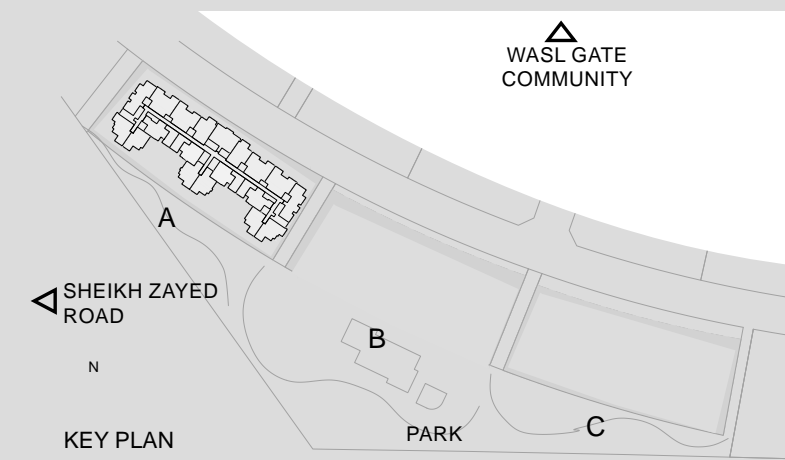 WASL GATE
COMMUNITY
A
SHEIKH ZAYED
ROAD
B
N
C
PARK
KEY PLAN